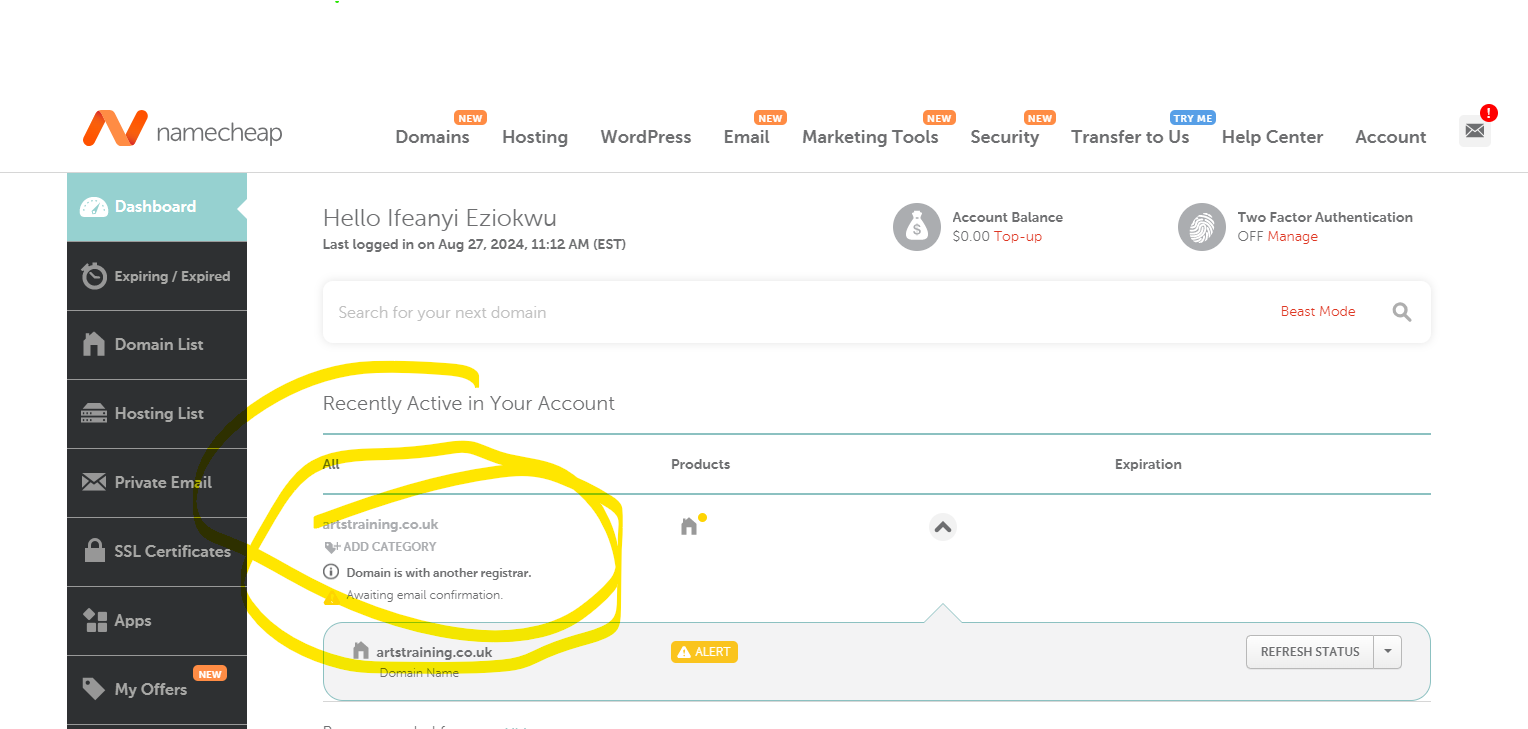 NEW
NEW
NEW
NEW
TRY ME
!
namecheap
Domains
Hosting
WordPress
Email
Marketing Tools
Security
Transfer to Us
Help Center
Account
Dashboard
Expiring / Expired
Domain List
Hosting List
Private Email
SSL Certificates
Apps
NEW
My Offers
Hello Ifeanyi Eziokwu
Last logged in on Aug 27, 2024, 11:12 AM (EST)
$
Account Balance
$0.00 Top-up
Two Factor Authentication
OFF Manage
Search for your next domain
Beast Mode
Recently Active in Your Account
All
Products
Expiration
artstraining.co.uk
ADD CATEGORY
Domain is with another registrar.
Awaiting email confirmation.
artstraining.co.uk
Domain Name
ALERT
REFRESH STATUS